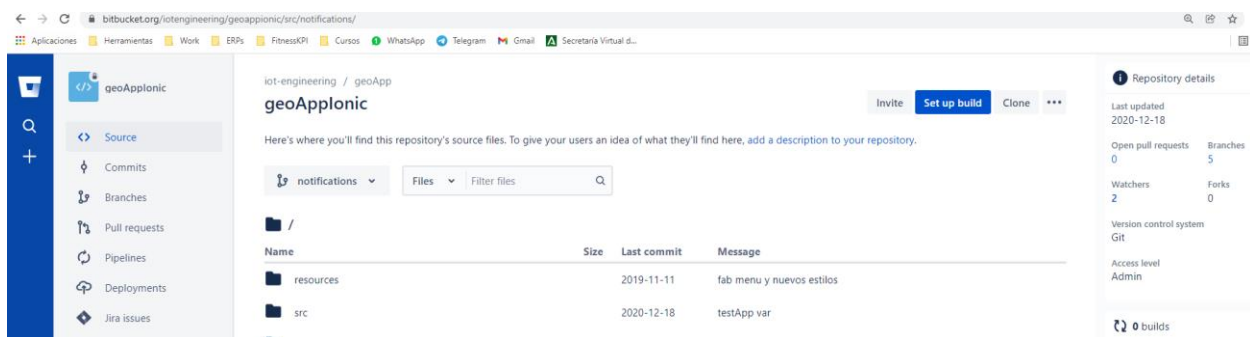 bitbucket.org/iotengineering/geoappionic/src/notifications/
Aplicaciones Herramientas Work ERPs FitnessKPI Cursos WhatsApp Telegram Gmail Secretaría Virtual d...
geoAppIonic
Source
Commits
Branches
Pull requests
Pipelines
Deployments
Jira issues
iot-engineering / geoApp
geoAppIonic
Invite Set up build Clone
Here's where you'll find this repository's source files. To give your users an idea of what they'll find here, add a description to your repository.
notifications Files Filter files
/
Name Size Last commit Message
resources 2019-11-11 fab menu y nuevos estilos
src 2020-12-18 testApp var
Repository details
Last updated
2020-12-18
Open pull requests Branches
0 5
Watchers Forks
2 0
Version control system
Git
Access level
Admin
0 builds